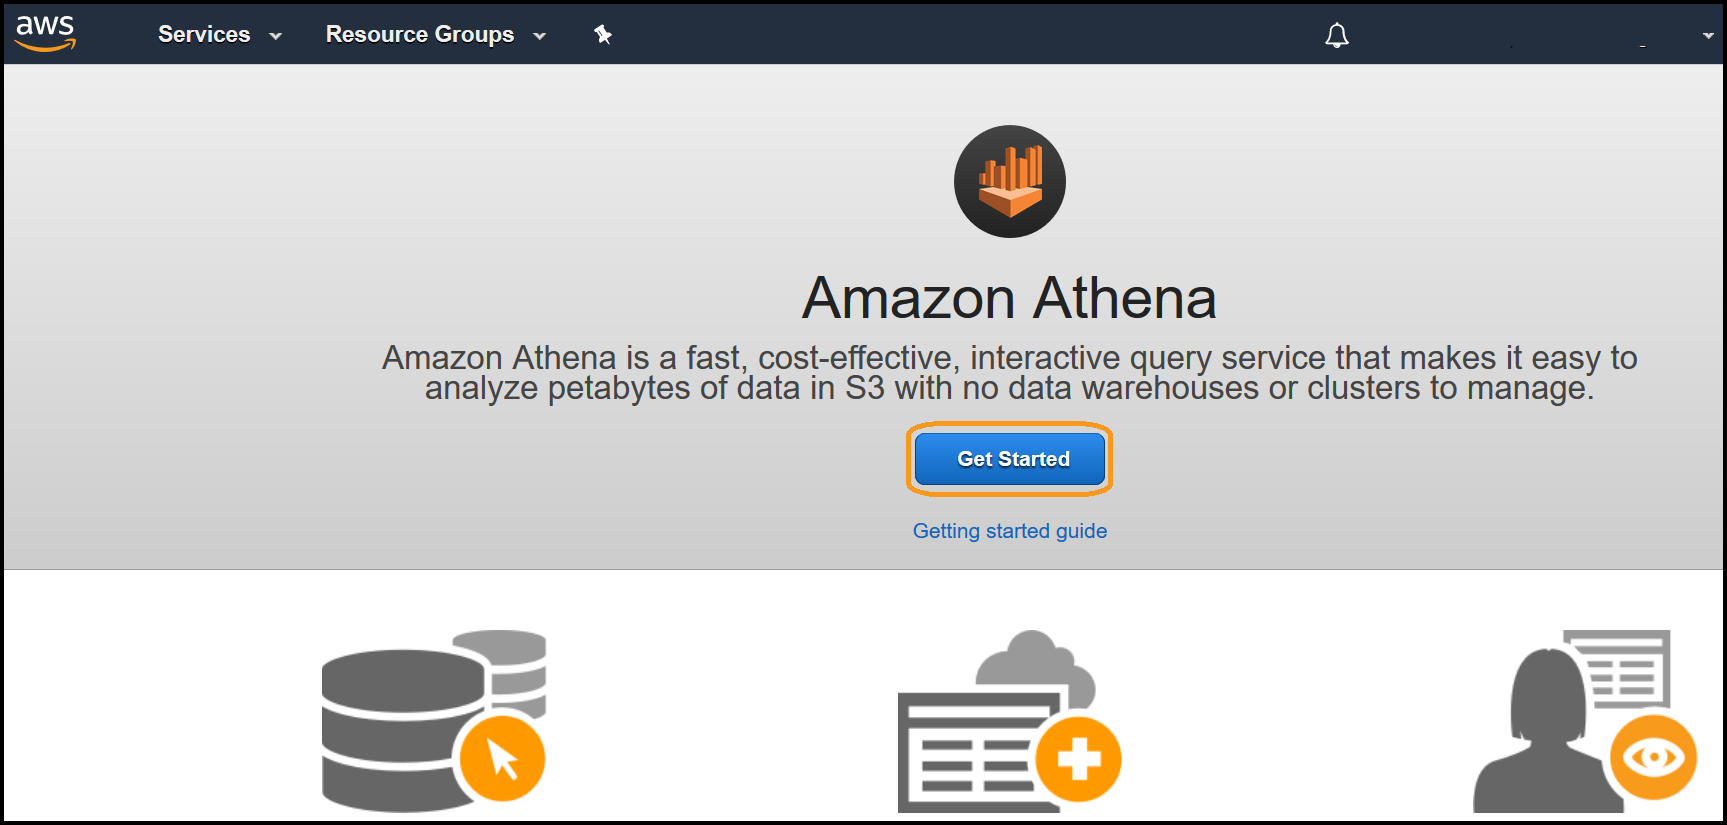 aws
Services
Resource Groups
Amazon Athena
Amazon Athena is a fast, cost-effective, interactive query service that makes it easy to
analyze petabytes of data in S3 with no data warehouses or clusters to manage.
Get Started
Getting started guide